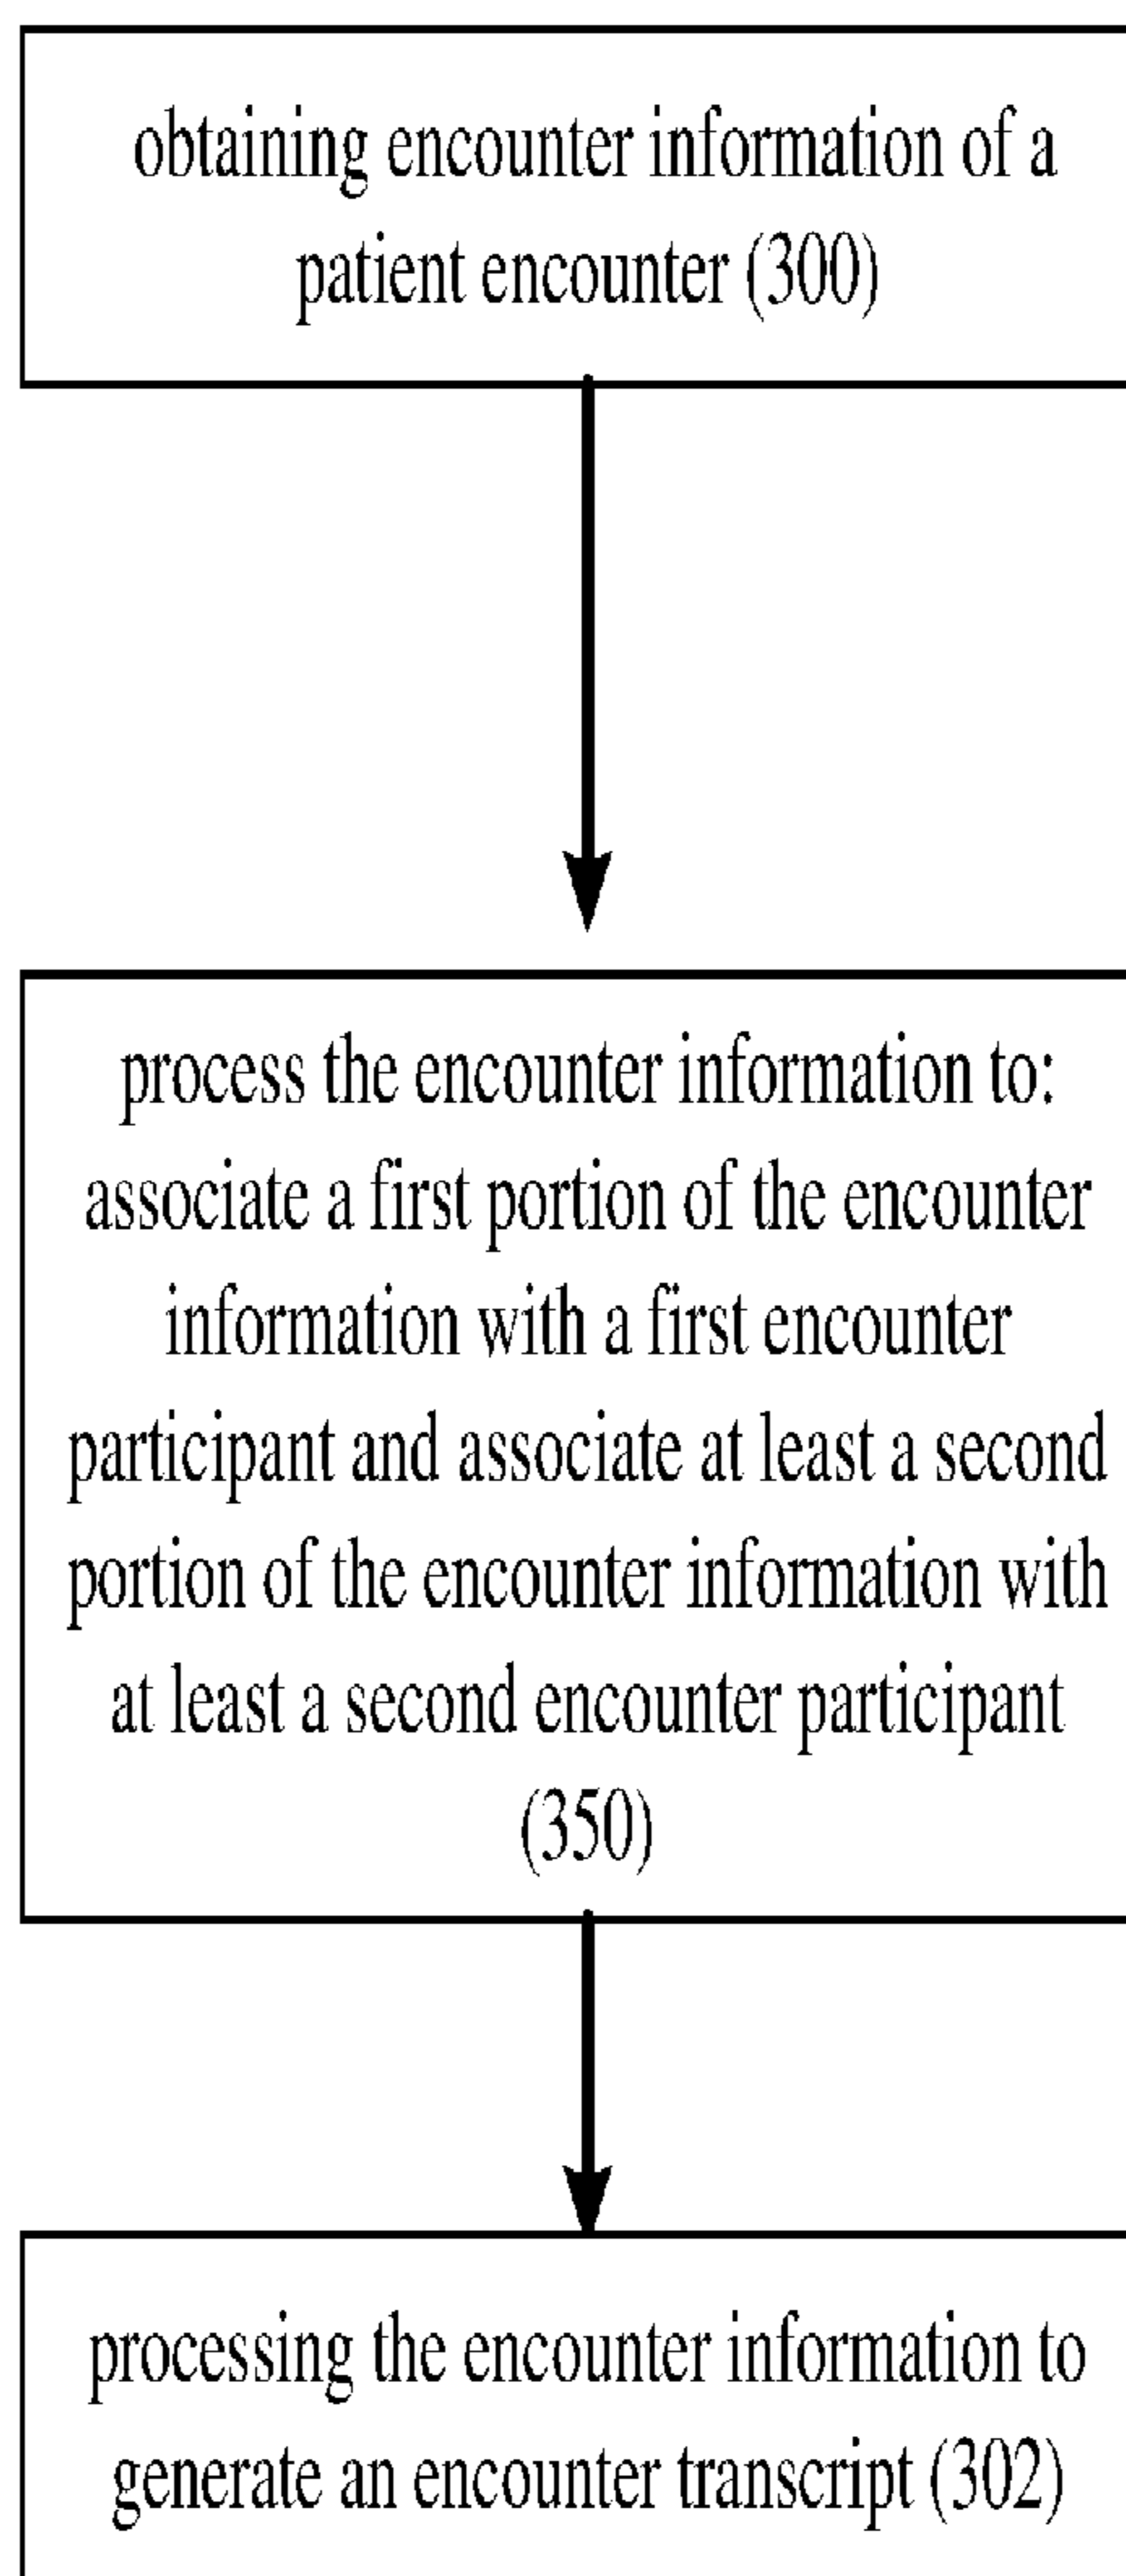 obtaining encounter information of a
patient encounter (300)
process the encounter information to:
associate a first portion of the encounter
information with a first encounter
participant and associate at least a second
portion of the encounter information with
at least a second encounter participant
(350)
processing the encounter information to
generate an encounter transcript (302)